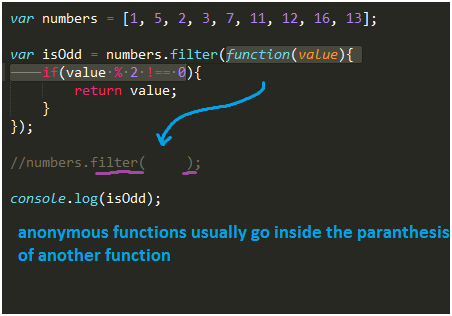 var numbers = [1, 5, 2, 3, 7, 11, 12, 16, 13];
var isOdd = numbers.filter(function(value){
if(value % 2 !== 0){
return value;
}
});
//numbers.filter(     );
console.log(isOdd);
anonymous functions usually go inside the paranthesis
of another function